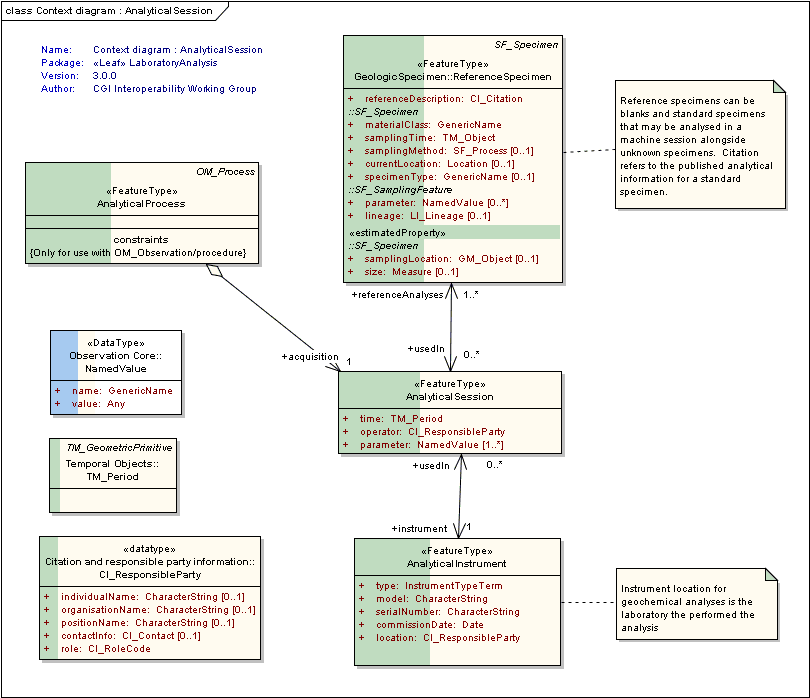 class Context diagram : AnalyticalSession
Name: Context diagram : AnalyticalSession
Package: «Leaf» LaboratoryAnalysis
Version: 3.0.0
Author: CGI Interoperability Working Group
SF_Specimen
«FeatureType»
GeologicSpecimen::ReferenceSpecimen
+ referenceDescription: CI_Citation
::SF_Specimen
+ materialClass: GenericName
+ samplingTime: TM_Object
+ samplingMethod: SF_Process [0..1]
+ currentLocation: Location [0..1]
+ specimenType: GenericName [0..1]
::SF_SamplingFeature
+ parameter: NamedValue [0..*]
+ lineage: LI_Lineage [0..1]
«estimatedProperty»
::SF_Specimen
+ samplingLocation: GM_Object [0..1]
+ size: Measure [0..1]
Reference specimens can be
blanks and standard specimens
that may be analysed in a
machine session alongside
unknown specimens. Citation
refers to the published analytical
information for a standard
specimen.
OM_Process
«FeatureType»
AnalyticalProcess
constraints
{Only for use with OM_Observation/procedure}
+referenceAnalyses 1..*
+usedIn 0..*
+acquisition 1
«DataType»
Observation Core::
NamedValue
+ name: GenericName
+ value: Any
«FeatureType»
AnalyticalSession
+ time: TM_Period
+ operator: CI_ResponsibleParty
+ parameter: NamedValue [1..*]
TM_GeometricPrimitive
Temporal Objects::
TM_Period
+usedIn 0..*
+instrument 1
«datatype»
Citation and responsible party information::
CI_ResponsibleParty
+ individualName: CharacterString [0..1]
+ organisationName: CharacterString [0..1]
+ positionName: CharacterString [0..1]
+ contactInfo: CI_Contact [0..1]
+ role: CI_RoleCode
«FeatureType»
AnalyticalInstrument
+ type: InstrumentTypeTerm
+ model: CharacterString
+ serialNumber: CharacterString
+ commissionDate: Date
+ location: CI_ResponsibleParty
Instrument location for
geochemical analyses is the
laboratory the performed the
analysis